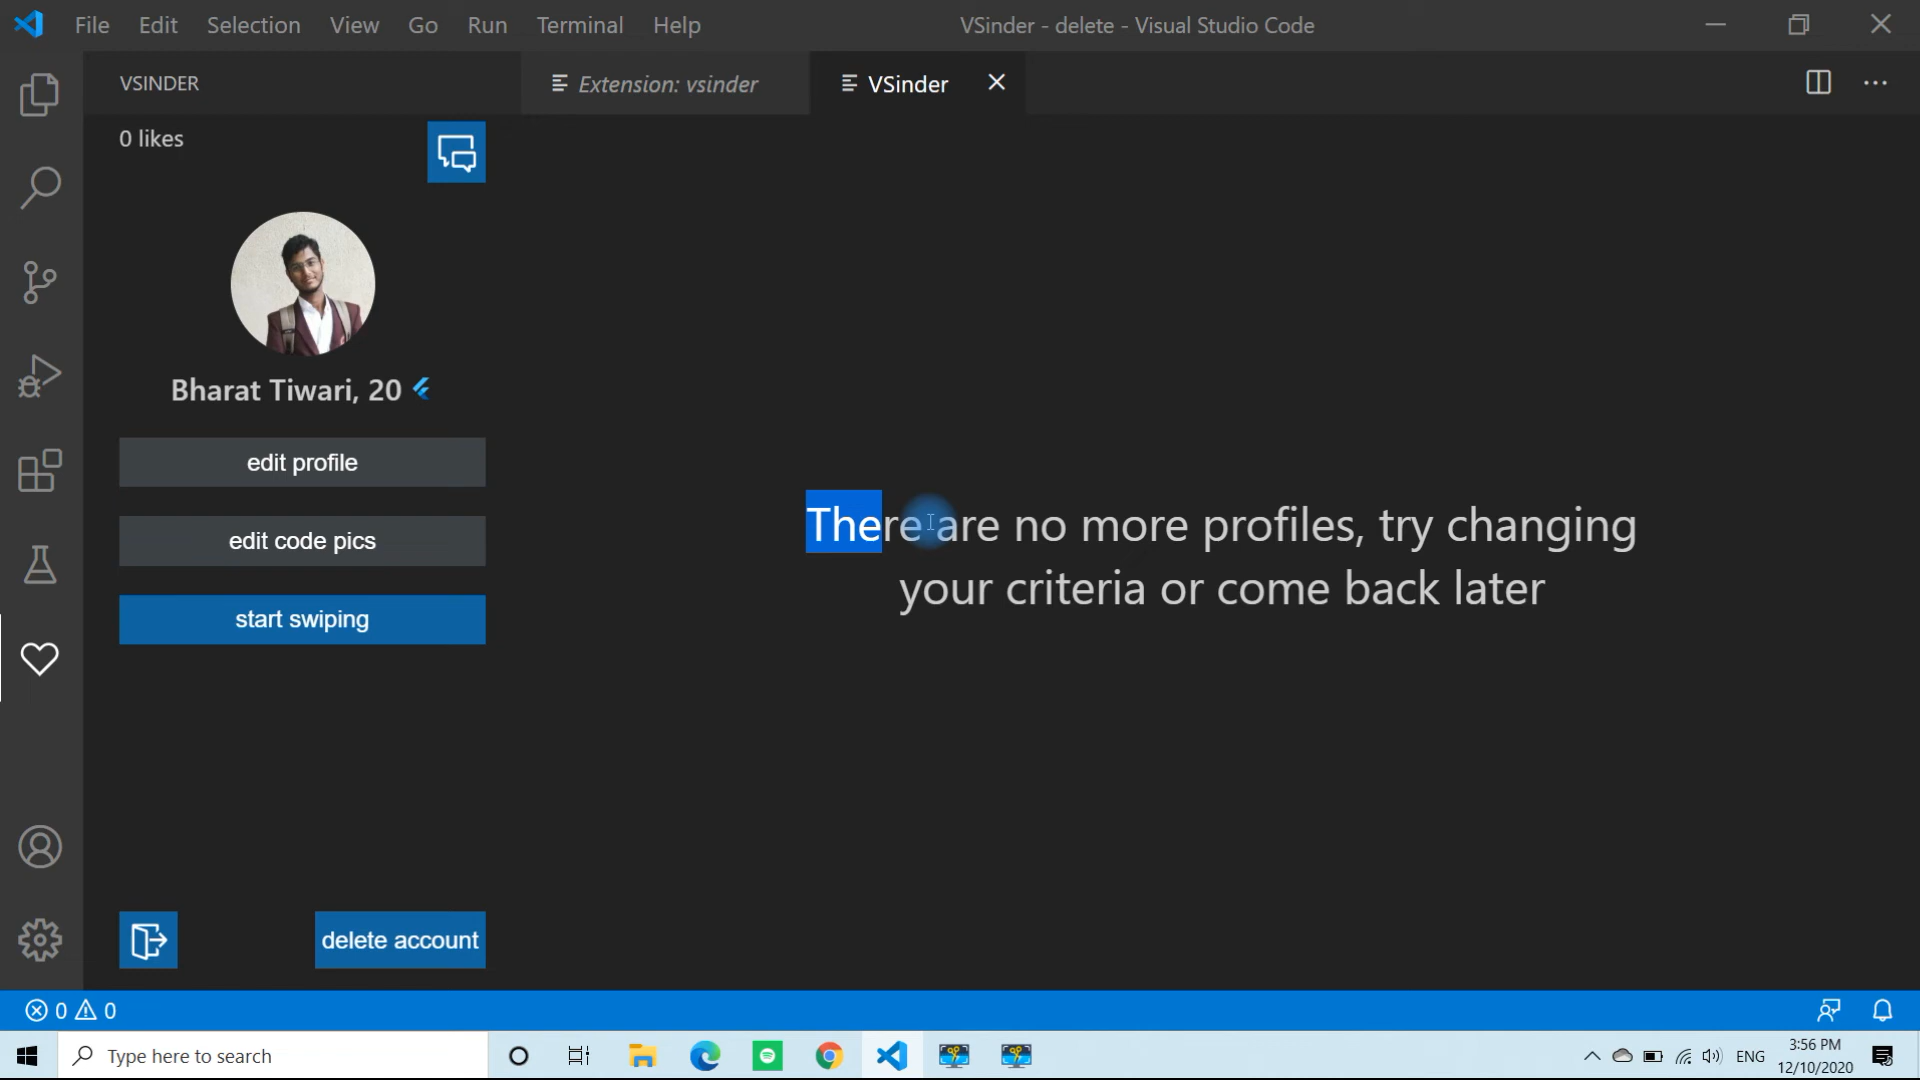 File Edit Selection View Go Run Terminal Help
VSinder - delete - Visual Studio Code
VSINDER
Extension: vsinder
VSinder
0 likes
Bharat Tiwari, 20
edit profile
edit code pics
start swiping
There are no more profiles, try changing
your criteria or come back later
delete account
0 0
Type here to search
ENG
3:56 PM
12/10/2020